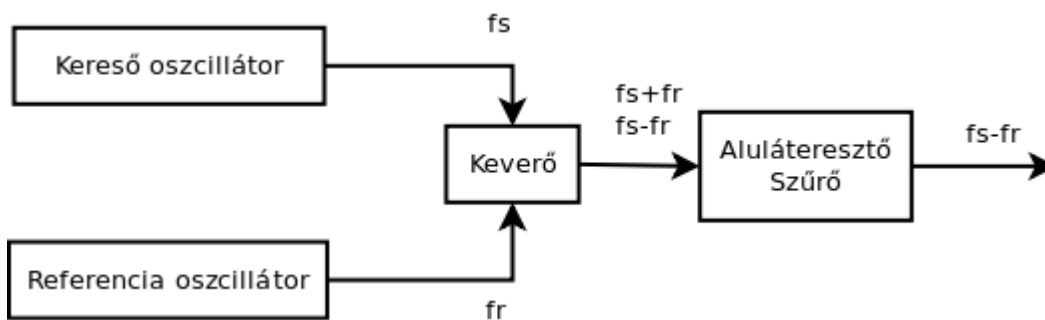 fs
Kereső oszcillátor
fs+fr
fs-fr
Keverő
Aluláteresztő
Szűrő
fs-fr
Referencia oszcillátor
fr